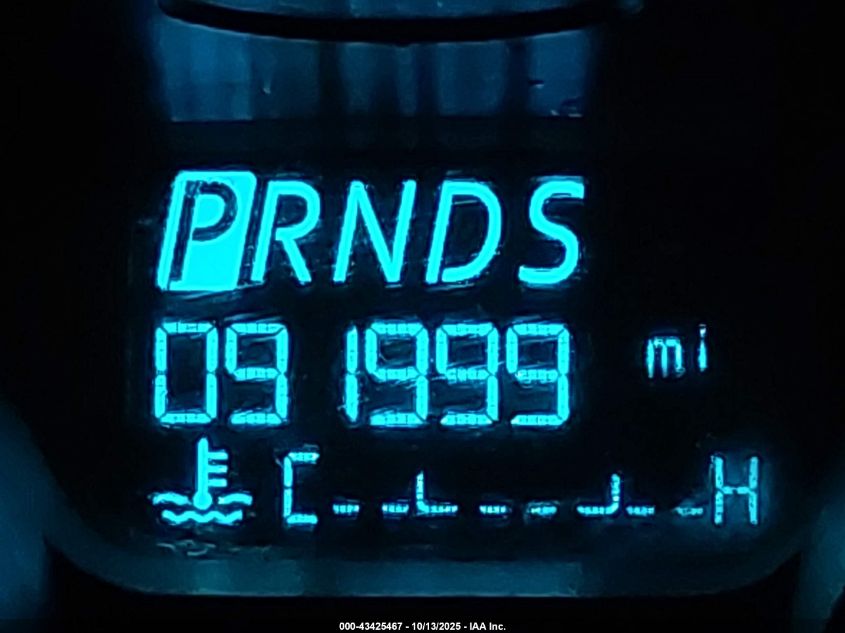 PRNDS
091999 mi
C H
000-43425467 - 10/13/2025 - IAA Inc.